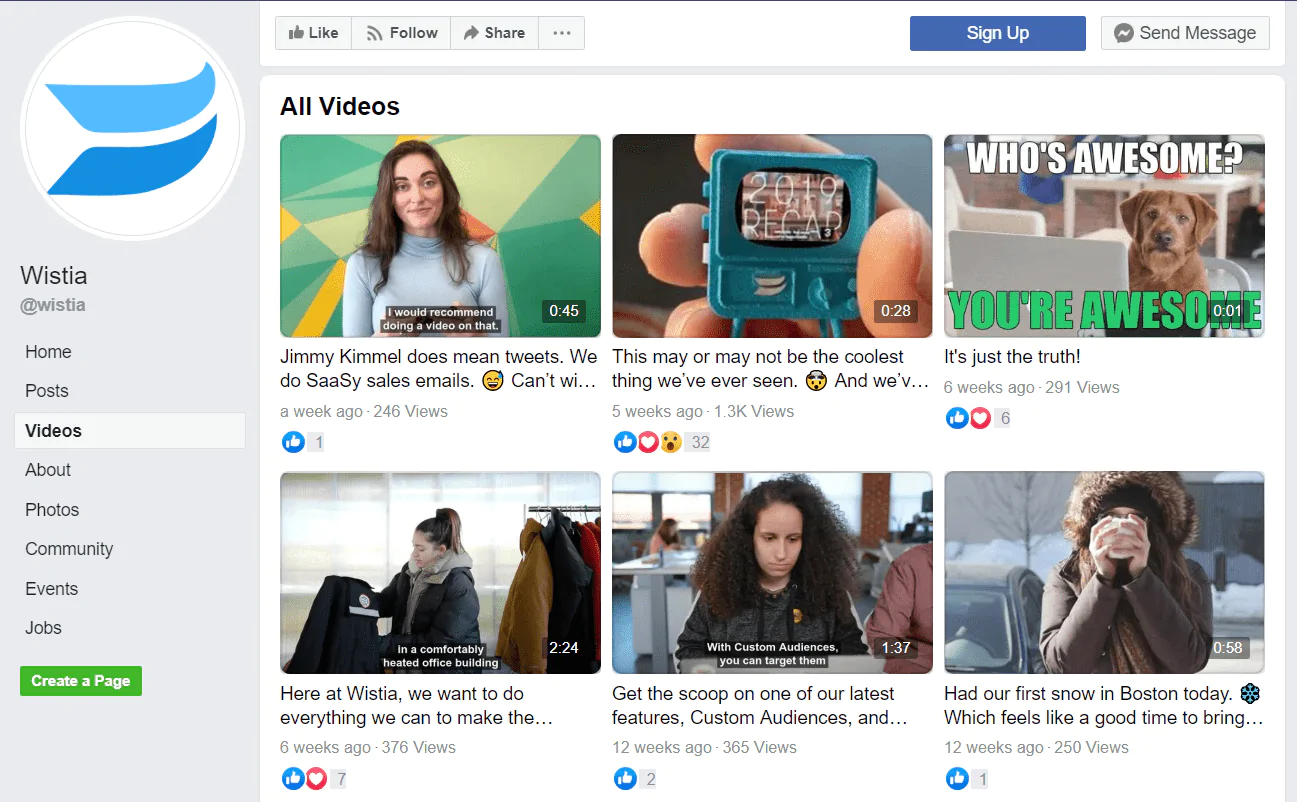 Like
Follow
Share
Sign Up
Send Message
Wistia
@wistia
Home
Posts
Videos
About
Photos
Community
Events
Jobs
Create a Page
All Videos
2019
RECAP
WHO'S AWESOME?
YOU'RE AWESOME
I would recommend
doing a video on that.
0:45
0:28
0:01
Jimmy Kimmel does mean tweets. We
do SaaSy sales emails. 😅 Can’t wi…
a week ago · 246 Views
1
This may or may not be the coolest
thing we’ve ever seen. 🤯 And we’v…
5 weeks ago · 1.3K Views
32
It's just the truth!
6 weeks ago · 291 Views
6
in a comfortably
heated office building
2:24
With Custom Audiences,
you can target them
1:37
0:58
Here at Wistia, we want to do
everything we can to make the…
6 weeks ago · 376 Views
7
Get the scoop on one of our latest
features, Custom Audiences, and…
12 weeks ago · 365 Views
2
Had our first snow in Boston today. ❄️
Which feels like a good time to bring…
12 weeks ago · 250 Views
1